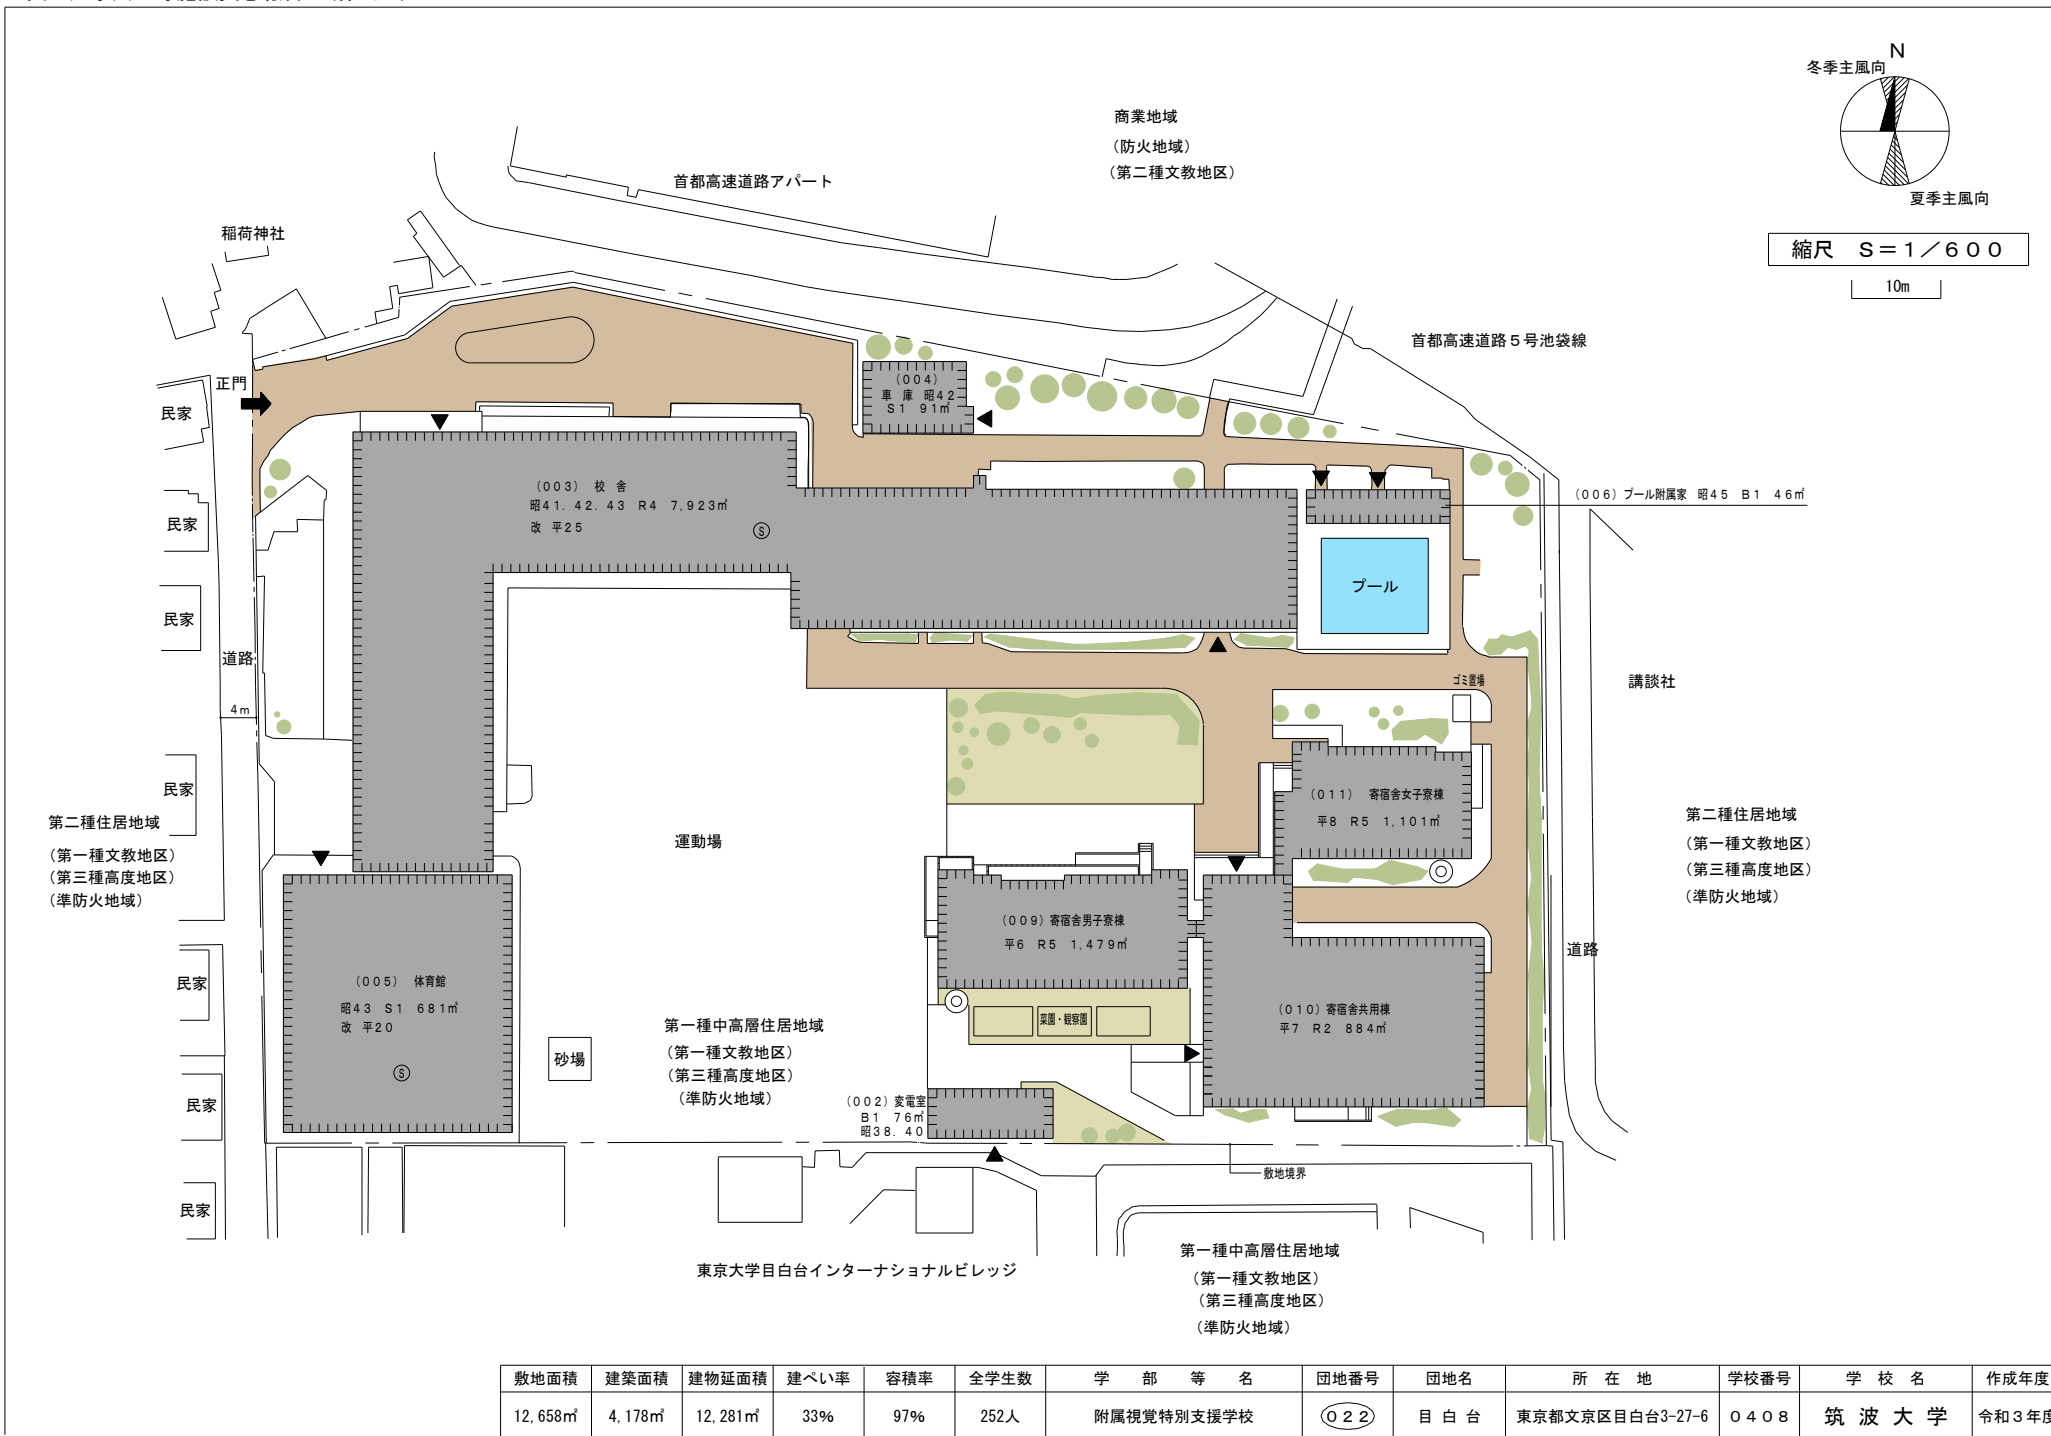 N
冬季主風向
夏季主風向
縮尺 S=1/600
10m
商業地域
(防火地域)
(第二種文教地区)
首都高速道路アパート
稲荷神社
首都高速道路5号池袋線
正門
民家
(004)
車庫 昭42
S1 91㎡
(003) 校舎
昭41.42.43 R4 7,923㎡
改 平25
S
(006)プール附属家 昭45 B1 46㎡
民家
プール
民家
道路
4m
講談社
ゴミ置場
民家
第二種住居地域
(第一種文教地区)
(第三種高度地区)
(準防火地域)
運動場
(011) 寄宿舎女子寮棟
平8 R5 1,101㎡
第二種住居地域
(第一種文教地区)
(第三種高度地区)
(準防火地域)
(009)寄宿舎男子寮棟
平6 R5 1,479㎡
道路
民家
(005) 体育館
昭43 S1 681㎡
改 平20
S
(010)寄宿舎共用棟
平7 R2 884㎡
菜園・観察園
砂場
第一種中高層住居地域
(第一種文教地区)
(第三種高度地区)
(準防火地域)
民家
(002)変電室
B1 76㎡
昭38.40
敷地境界
民家
東京大学目白台インターナショナルビレッジ
第一種中高層住居地域
(第一種文教地区)
(第三種高度地区)
(準防火地域)
敷地面積 建築面積 建物延面積 建ぺい率 容積率 全学生数 学部等名 団地番号 団地名 所在地 学校番号 学校名 作成年度
12,658㎡ 4,178㎡ 12,281㎡ 33% 97% 252人 附属視覚特別支援学校 022 目白台 東京都文京区目白台3-27-6 0408 筑波大学 令和3年度